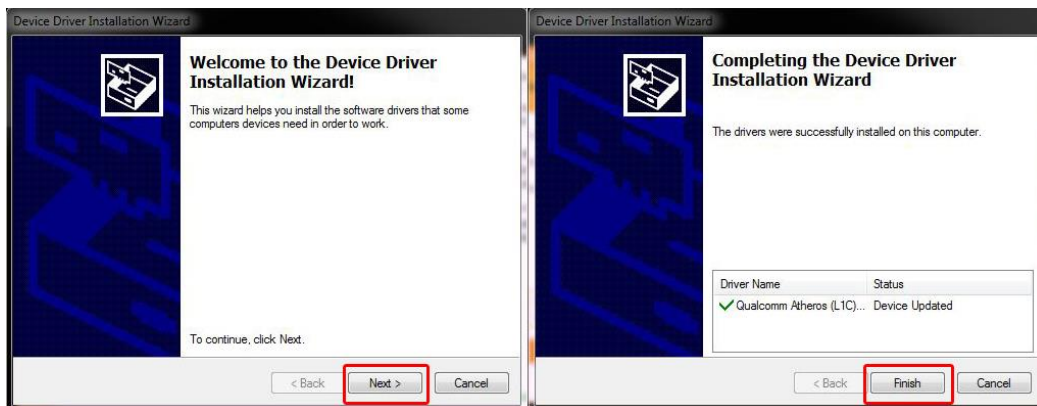 Device Driver Installation Wizard
Welcome to the Device Driver
Installation Wizard!
This wizard helps you install the software drivers that some
computers devices need in order to work.
To continue, click Next.
< Back
Next >
Cancel
Device Driver Installation Wizard
Completing the Device Driver
Installation Wizard
The drivers were successfully installed on this computer.
Driver Name Status
Qualcomm Atheros (L1C)... Device Updated
< Back
Finish
Cancel